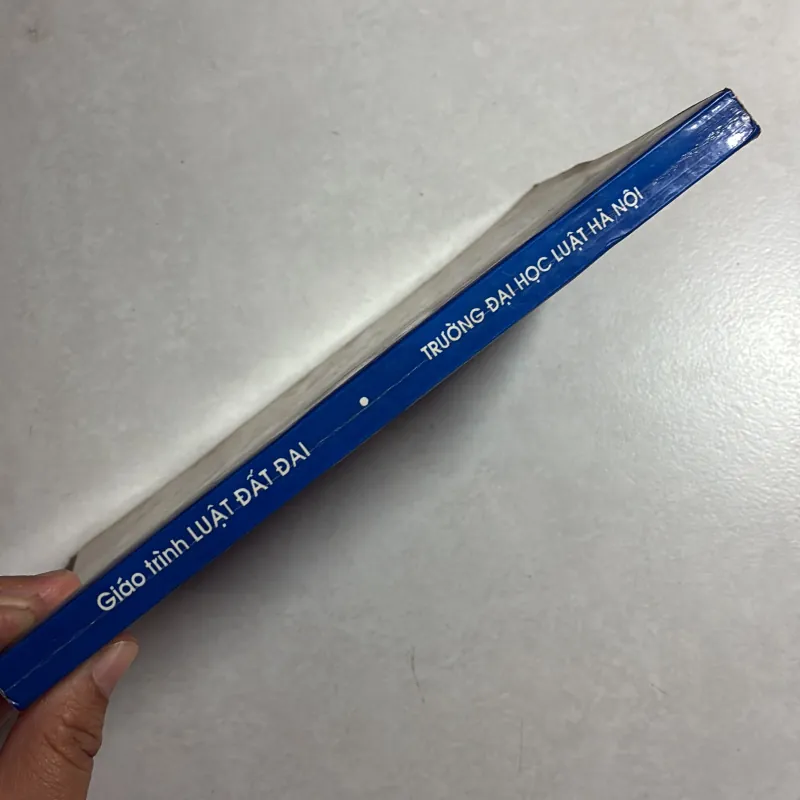 Giáo trình LUẬT ĐẤT ĐAI • TRƯỜNG ĐẠI HỌC LUẬT HÀ NỘI